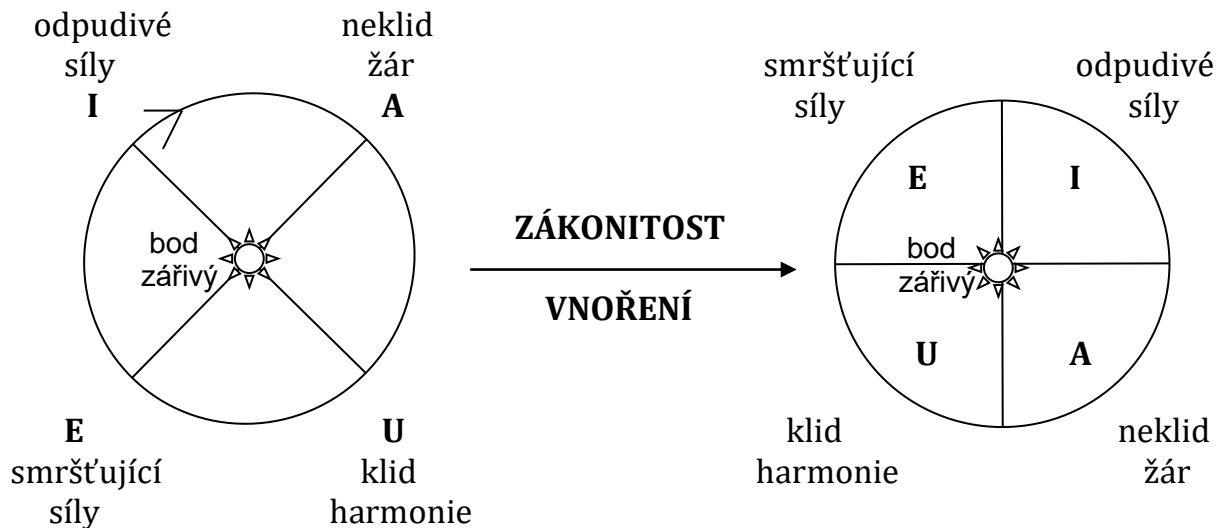 odpudivé
síly
I
neklid
žár
A
bod
zářivý
E
smršťující
síly
U
klid
harmonie
ZÁKONITOST
VNOŘENÍ
smršťující
síly
odpudivé
síly
E
I
bod
zářivý
U
A
klid
harmonie
neklid
žár